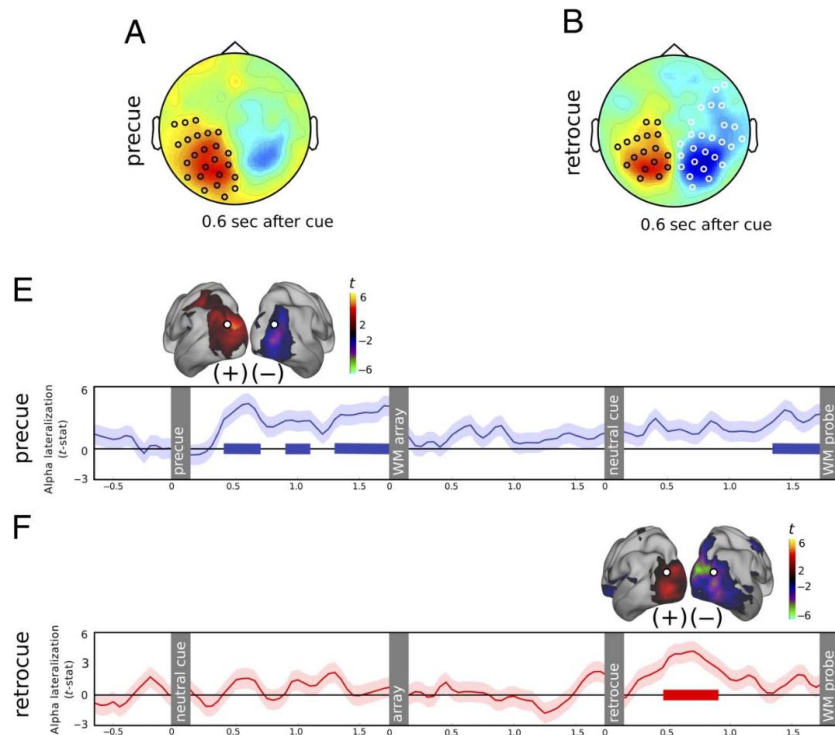 A
B
precue
retrocue
0.6 sec after cue
0.6 sec after cue
E
t
6
2
-2
-6
(+) (-)
precue
Alpha lateralization
(t-stat)
6
3
0
−3
precue
WM array
neutral cue
WM probe
−0.5 0 0.5 1.0 0 0.5 1.0 1.5 0 0.5 1.0 1.5
F
t
6
2
-2
-6
(+) (-)
retrocue
Alpha lateralization
(t-stat)
6
3
0
−3
neutral cue
array
retrocue
WM probe
−0.5 0 0.5 1.0 0 0.5 1.0 1.5 0 0.5 1.0 1.5